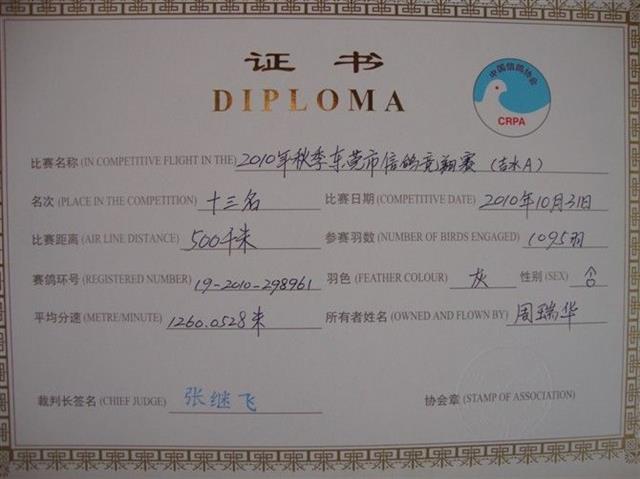 证书
中国信鸽协会
CRPA
DIPLOMA
比赛名称 (IN COMPETITIVE FLIGHT IN THE) 2010年秋季东莞市信鸽竞翔赛(吉水A)
名次 (PLACE IN THE COMPETITION) 十三名 比赛日期 (COMPETITIVE DATE) 2010年10月31日
比赛距离 (AIR LINE DISTANCE) 500千米 参赛羽数 (NUMBER OF BIRDS ENGAGED) 1095羽
赛鸽环号 (REGISTERED NUMBER) 19-2010-298961 羽色 (FEATHER COLOUR) 灰 性别 (SEX)
平均分速 (METRE/MINUTE) 1260.0528米 所有者姓名 (OWNED AND FLOWN BY) 周瑞华
裁判长签名 (CHIEF JUDGE) 张继飞 协会章 (STAMP OF ASSOCIATION)